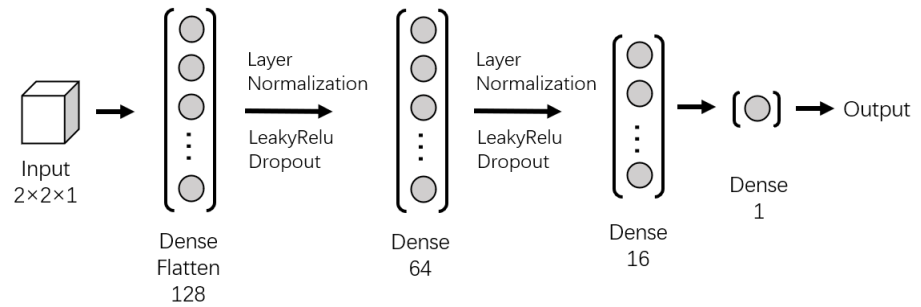 Input
2×2×1
Dense
Flatten
128
Layer
Normalization
LeakyRelu
Dropout
Dense
64
Layer
Normalization
LeakyRelu
Dropout
Dense
16
Dense
1
Output